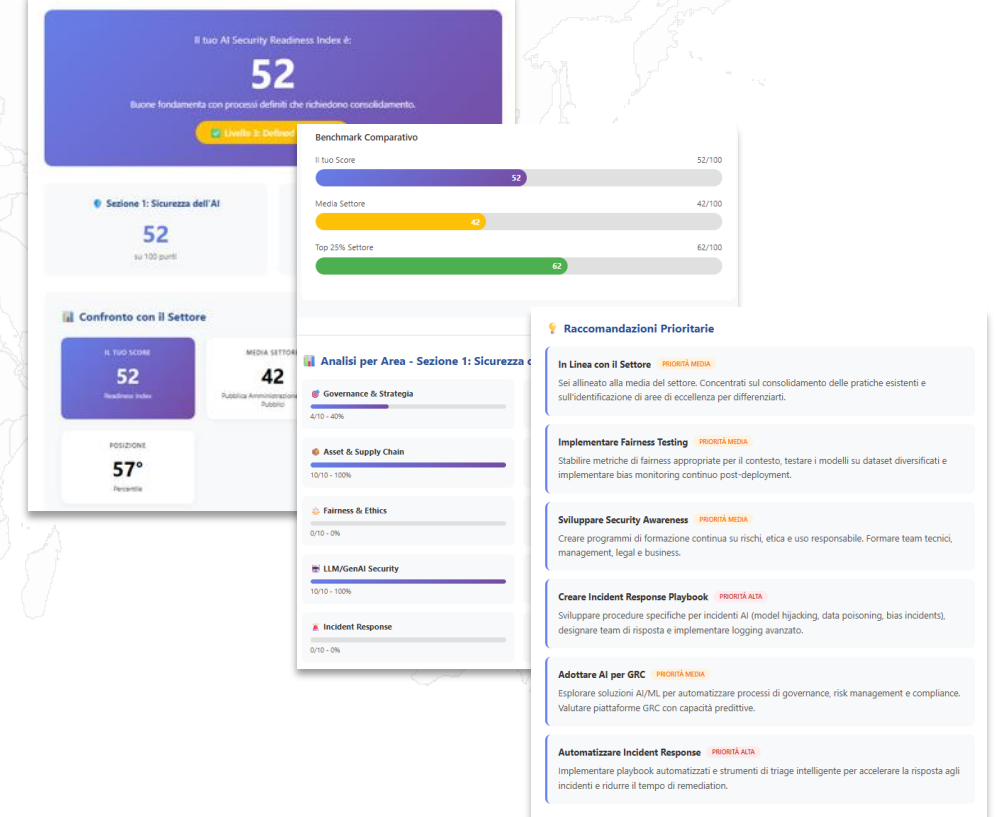 Il tuo AI Security Readiness Index è:
52
Buone fondamenta con processi definiti che richiedono consolidamento.
Livello 3: Defined
Sezione 1: Sicurezza dell'AI
52
su 100 punti
Confronto con il Settore
IL TUO SCORE
52
Readiness Index
MEDIA SETTORE
42
Pubblica Amministrazione
Pubblici
POSIZIONE
57°
Percentile
Benchmark Comparativo
Il tuo Score 52/100
52
Media Settore 42/100
42
Top 25% Settore 62/100
62
Analisi per Area - Sezione 1: Sicurezza d
Governance & Strategia
4/10 - 40%
Asset & Supply Chain
10/10 - 100%
Fairness & Ethics
0/10 - 0%
LLM/GenAI Security
10/10 - 100%
Incident Response
0/10 - 0%
Raccomandazioni Prioritarie
In Linea con il Settore PRIORITÀ MEDIA
Sei allineato alla media del settore. Concentrati sul consolidamento delle pratiche esistenti e
sull'identificazione di aree di eccellenza per differenziarti.
Implementare Fairness Testing PRIORITÀ MEDIA
Stabilire metriche di fairness appropriate per il contesto, testare i modelli su dataset diversificati e
implementare bias monitoring continuo post-deployment.
Sviluppare Security Awareness PRIORITÀ MEDIA
Creare programmi di formazione continua su rischi, etica e uso responsabile. Formare team tecnici,
management, legal e business.
Creare Incident Response Playbook PRIORITÀ ALTA
Sviluppare procedure specifiche per incidenti AI (model hijacking, data poisoning, bias incidents),
designare team di risposta e implementare logging avanzato.
Adottare AI per GRC PRIORITÀ MEDIA
Esplorare soluzioni AI/ML per automatizzare processi di governance, risk management e compliance.
Valutare piattaforme GRC con capacità predittive.
Automatizzare Incident Response PRIORITÀ ALTA
Implementare playbook automatizzati e strumenti di triage intelligente per accelerare la risposta agli
incidenti e ridurre il tempo di remediation.